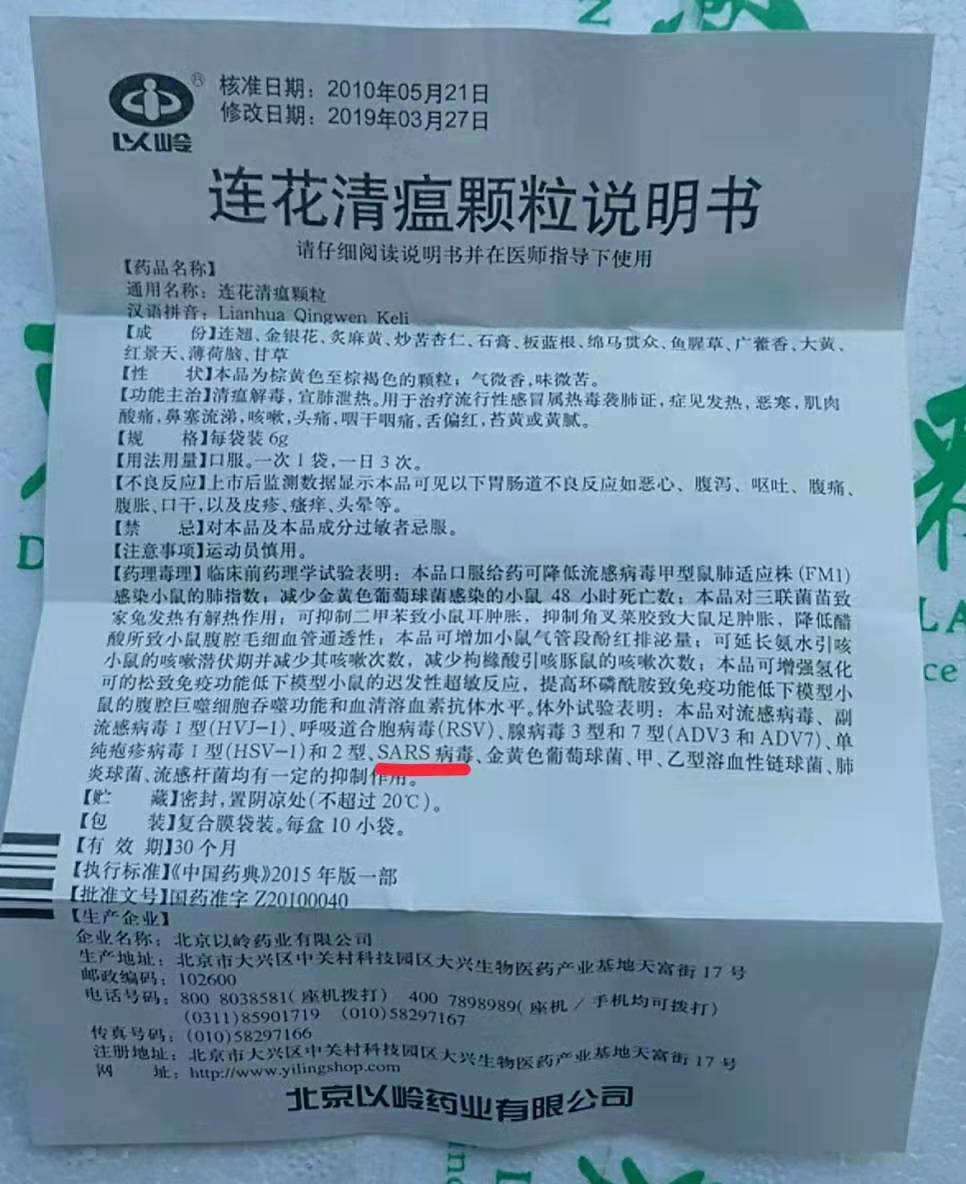 核准日期：2010年05月21日
修改日期：2019年03月27日
以岭
连花清瘟颗粒说明书
请仔细阅读说明书并在医师指导下使用
【药品名称】
通用名称：连花清瘟颗粒
汉语拼音：Lianhua Qingwen Keli
【成 份】连翘、金银花、炙麻黄、炒苦杏仁、石膏、板蓝根、绵马贯众、鱼腥草、广藿香、大黄、
红景天、薄荷脑、甘草
【性 状】本品为棕黄色至棕褐色的颗粒；气微香，味微苦。
【功能主治】清瘟解毒，宣肺泄热。用于治疗流行性感冒属热毒袭肺证，症见发热，恶寒，肌肉
酸痛，鼻塞流涕，咳嗽，头痛，咽干咽痛，舌偏红，苔黄或黄腻。
【规 格】每袋装6g
【用法用量】口服。一次1袋，一日3次。
【不良反应】上市后监测数据显示本品可见以下胃肠道不良反应如恶心、腹泻、呕吐、腹痛、
腹胀、口干，以及皮疹、瘙痒、头晕等。
【禁 忌】对本品及本品成分过敏者忌服。
【注意事项】运动员慎用。
【药理毒理】临床前药理学试验表明：本品口服给药可降低流感病毒甲型鼠肺适应株(FM1)
感染小鼠的肺指数；减少金黄色葡萄球菌感染的小鼠 48 小时死亡数；本品对三联菌苗致
家兔发热有解热作用；可抑制二甲苯致小鼠耳肿胀，抑制角叉菜胶致大鼠足肿胀，降低醋
酸所致小鼠腹腔毛细血管通透性；本品可增加小鼠气管段酚红排泌量；可延长氨水引咳
小鼠的咳嗽潜伏期并减少其咳嗽次数，减少枸橼酸引咳豚鼠的咳嗽次数；本品可增强氢化
可的松致免疫功能低下模型小鼠的迟发性超敏反应，提高环磷酰胺致免疫功能低下模型小
鼠的腹腔巨噬细胞吞噬功能和血清溶血素抗体水平。体外试验表明：本品对流感病毒、副
流感病毒1型(HVJ-1)、呼吸道合胞病毒(RSV)、腺病毒3型和7型(ADV3和ADV7)、单
纯疱疹病毒1型(HSV-1)和2型、SARS病毒、金黄色葡萄球菌、甲、乙型溶血性链球菌、肺
炎球菌、流感杆菌均有一定的抑制作用。
【贮 藏】密封，置阴凉处(不超过20℃)。
【包 装】复合膜袋装。每盒10小袋。
【有 效 期】30个月
【执行标准】《中国药典》2015年版一部
【批准文号】国药准字Z20100040
【生产企业】
企业名称：北京以岭药业有限公司
生产地址：北京市大兴区中关村科技园区大兴生物医药产业基地天富街17号
邮政编码：102600
电话号码：800 8038581(座机拨打) 400 7898989(座机/手机均可拨打)
(0311)85901719 (010)58297167
传真号码：(010)58297166
注册地址：北京市大兴区中关村科技园区大兴生物医药产业基地天富街17号
网 址：http://www.yilingshop.com
北京以岭药业有限公司